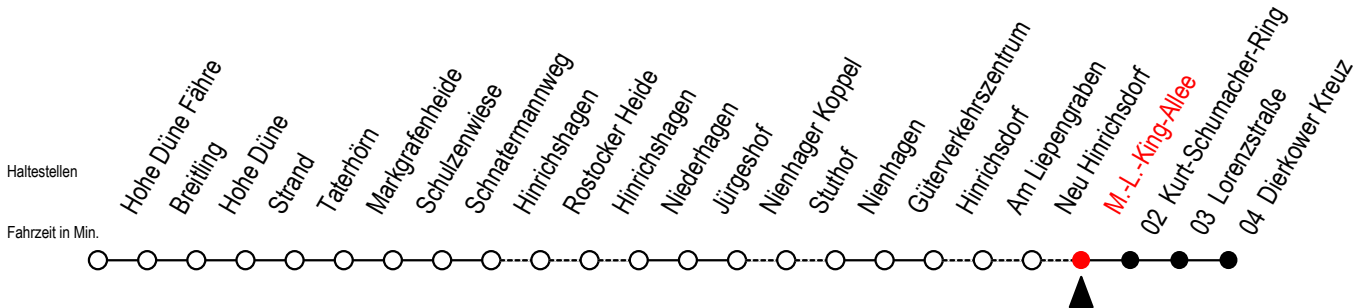 Haltestellen
Hohe Düne Fähre
Breitling
Hohe Düne
Strand
Taterhörn
Markgrafenheide
Schulzenwiese
Schnatermannweg
Hinrichshagen
Rostocker Heide
Hinrichshagen
Niederhagen
Jürgeshof
Nienhager Koppel
Stuthof
Nienhagen
Güterverkehrszentrum
Hinrichsdorf
Am Liepengraben
Neu Hinrichsdorf
M.-L.-King-Allee
02 Kurt-Schumacher-Ring
03 Lorenzstraße
04 Dierkower Kreuz
Fahrzeit in Min.